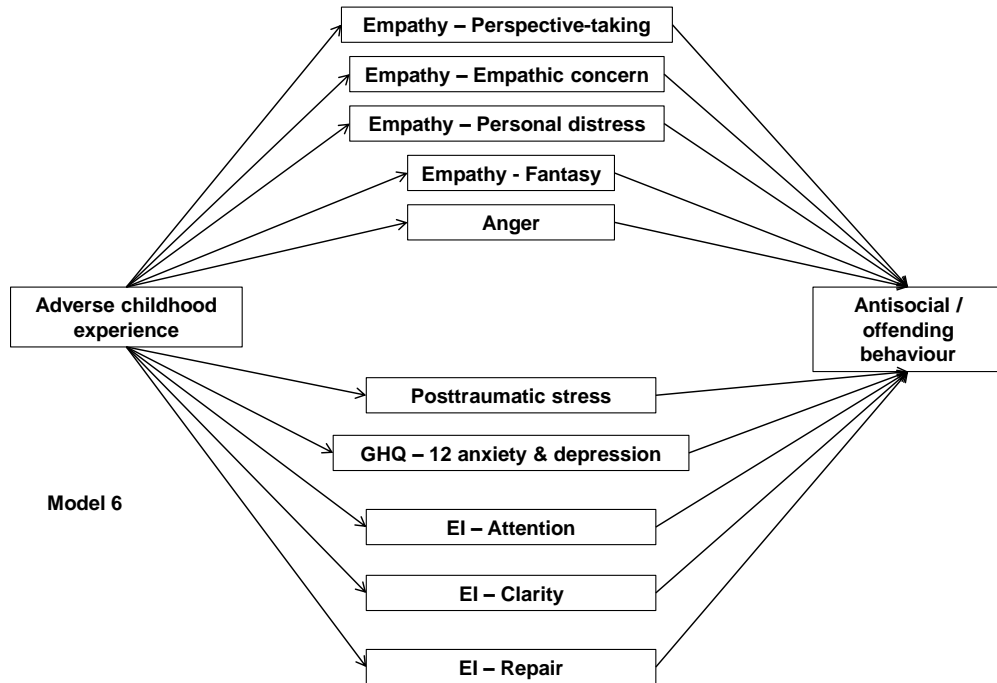 Empathy – Perspective-taking
Empathy – Empathic concern
Empathy – Personal distress
Empathy - Fantasy
Anger
Adverse childhood
experience
Antisocial /
offending
behaviour
Posttraumatic stress
GHQ – 12 anxiety & depression
Model 6
EI – Attention
EI – Clarity
EI – Repair